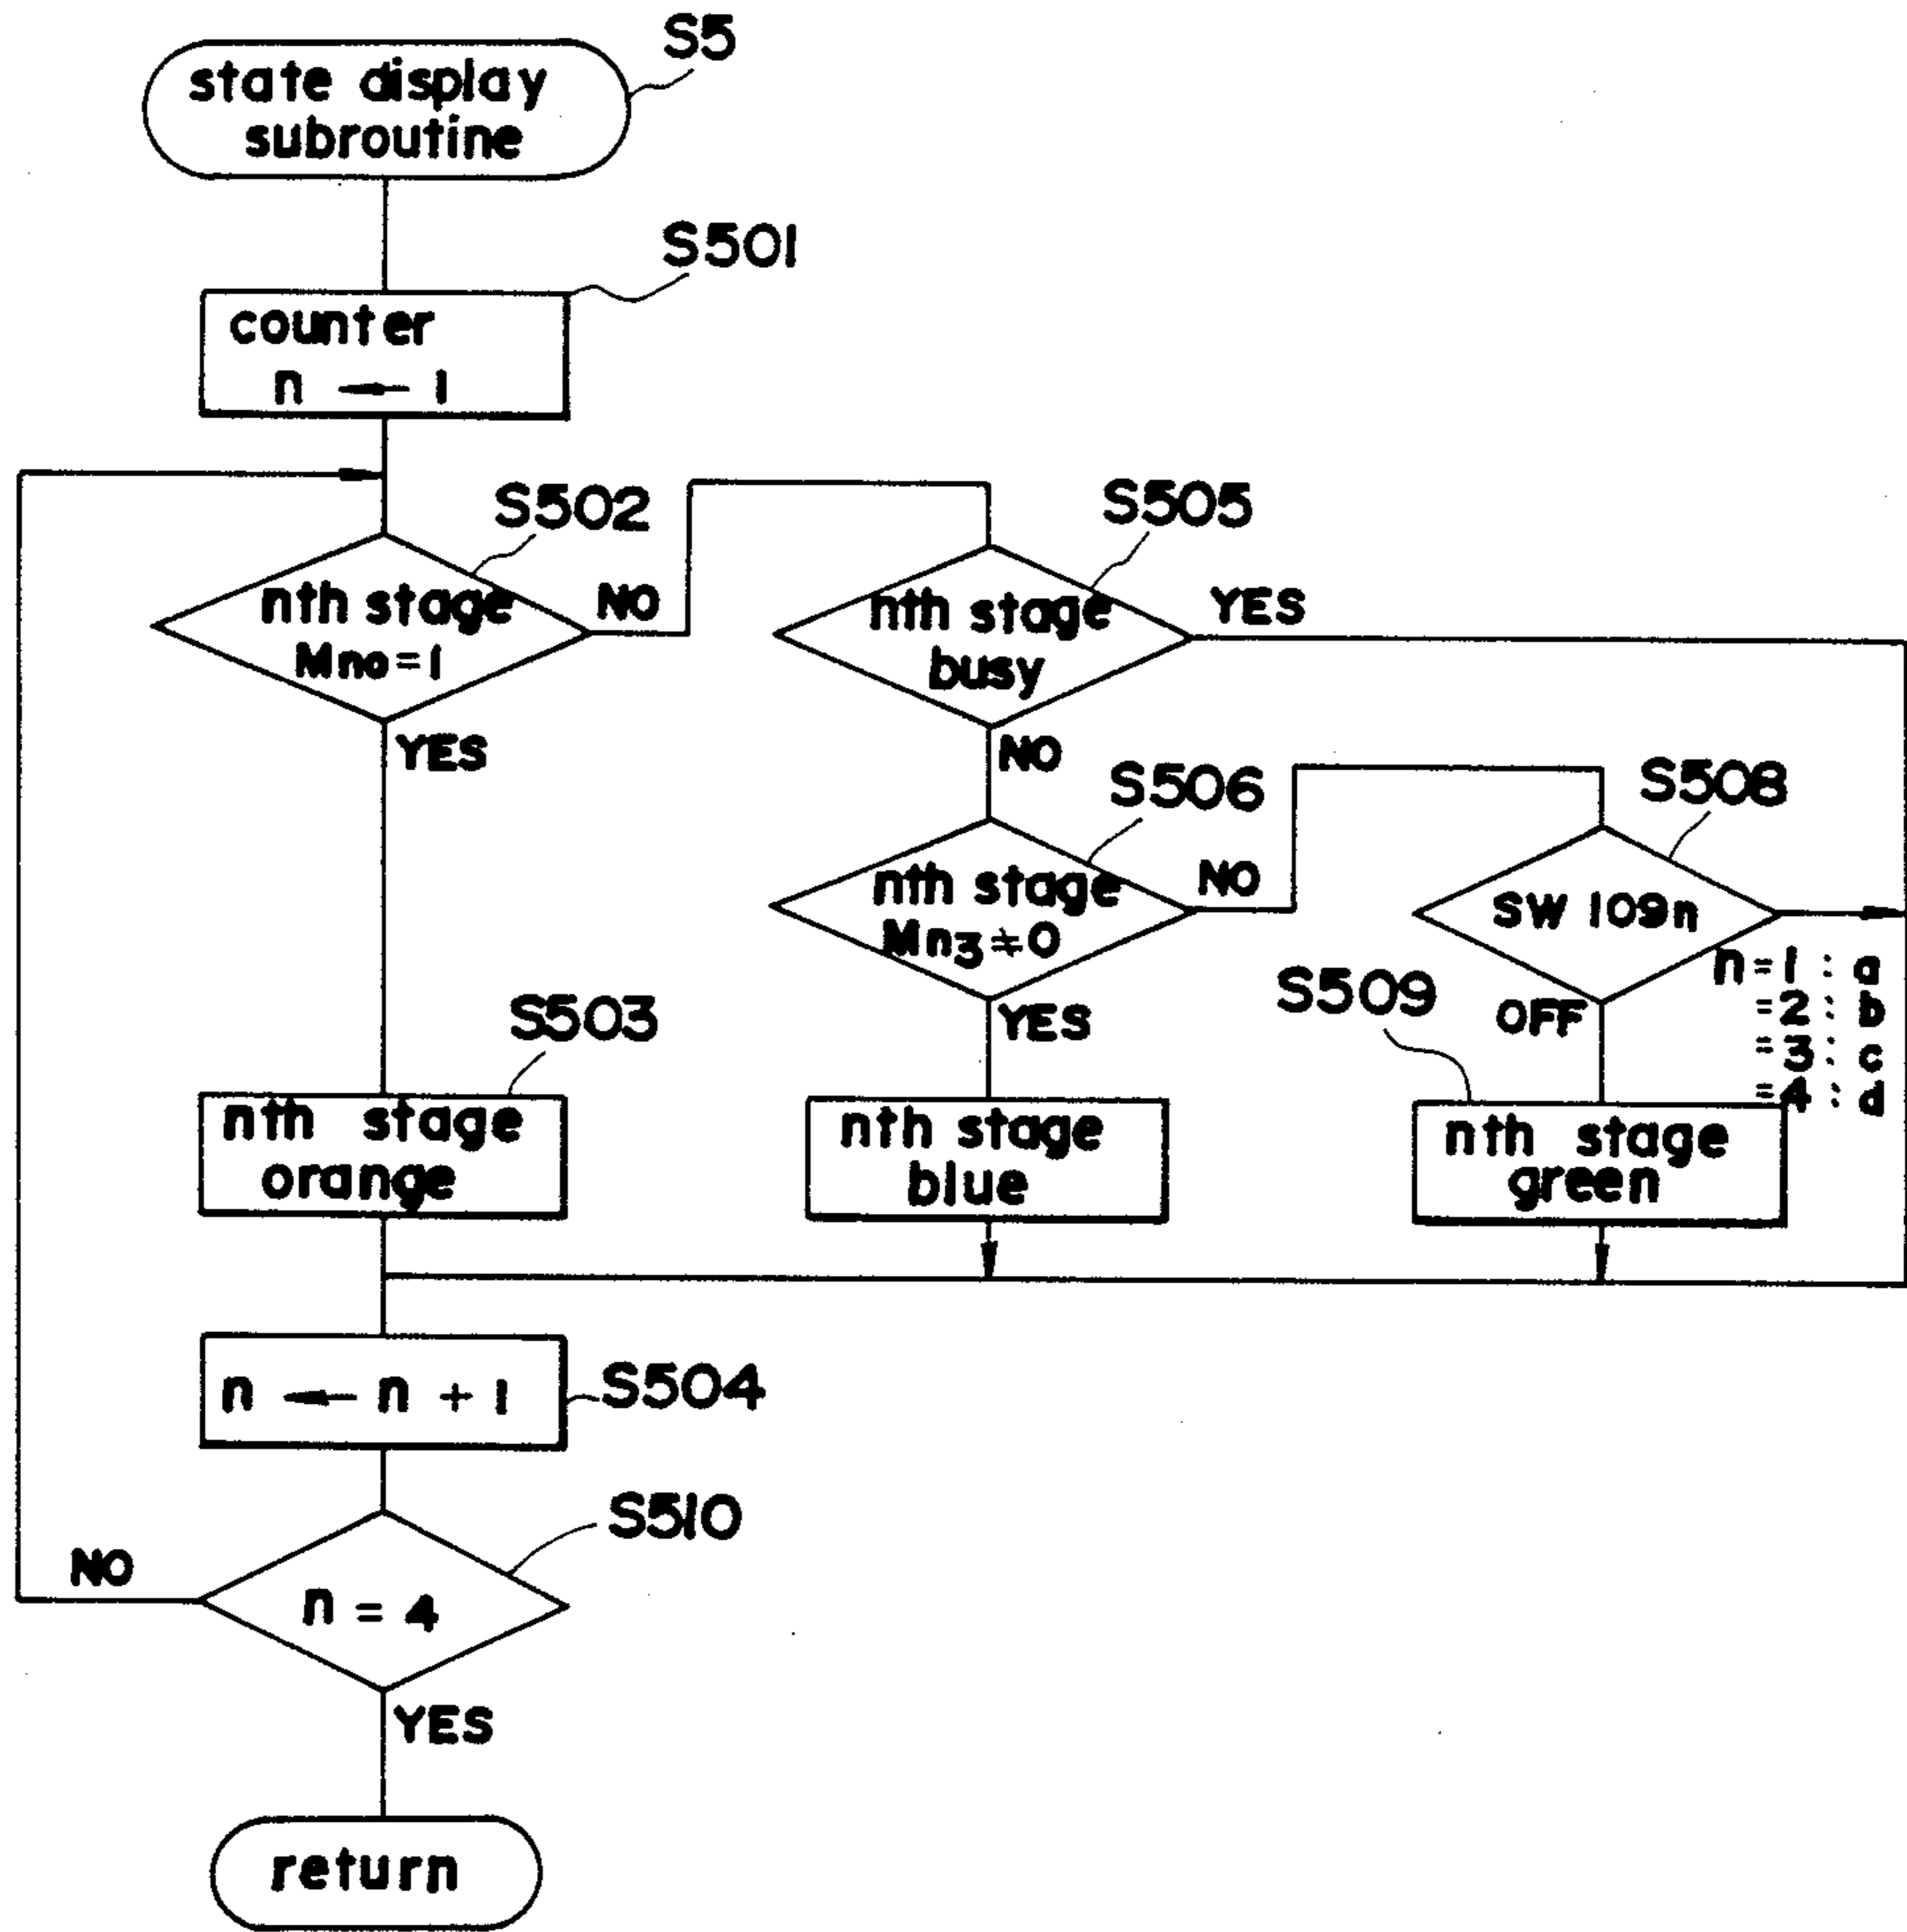 S5
state display
subroutine
S501
counter
n ← 1
S502
nth stage
Mno=1
NO
YES
S505
nth stage
busy
YES
NO
S506
nth stage
Mn3≠0
NO
YES
S508
SW 109n
n=1 : a
=2 : b
=3 : c
=4 : d
OFF
S503
nth stage
orange
nth stage
blue
S509
nth stage
green
n ← n + 1
S504
S510
n = 4
NO
YES
return